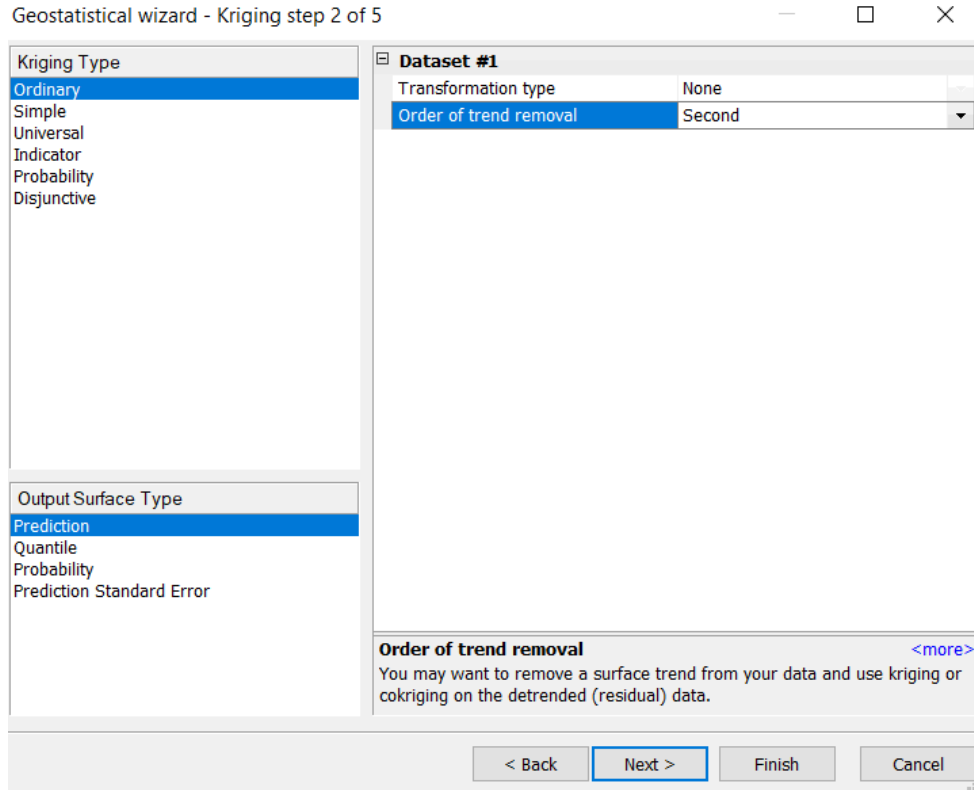 Geostatistical wizard - Kriging step 2 of 5
Kriging Type
Ordinary
Simple
Universal
Indicator
Probability
Disjunctive
Output Surface Type
Prediction
Quantile
Probability
Prediction Standard Error
Dataset #1
Transformation type None
Order of trend removal Second
Order of trend removal <more>
You may want to remove a surface trend from your data and use kriging or
cokriging on the detrended (residual) data.
< Back Next > Finish Cancel